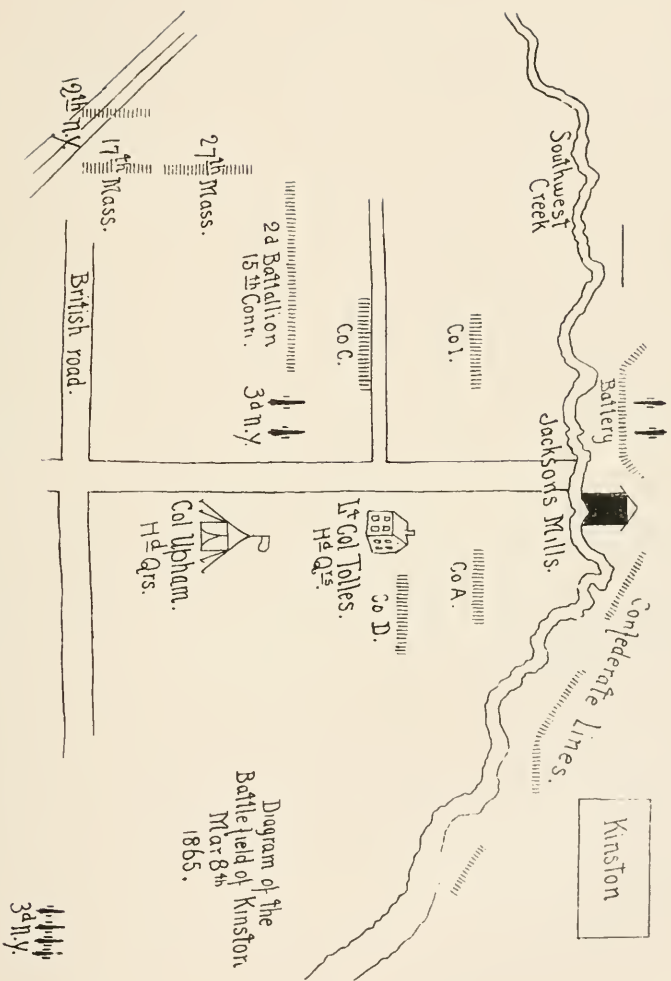 Kinston
Confederate lines.
Battery
Southwest
Creek
Jacksons Mills.
Co A.
Co I.
Co D.
Co C.
Lt Col Tolles.
Hd Qrs.
3d n.y.
2d Battallion
15th Conn.
Col Upham.
Hd Qrs.
27th Mass.
17th Mass.
12th n.y.
British road.
Diagram of the
Battlefield of Kinston
Mar 8th
1865.
3d n.y.